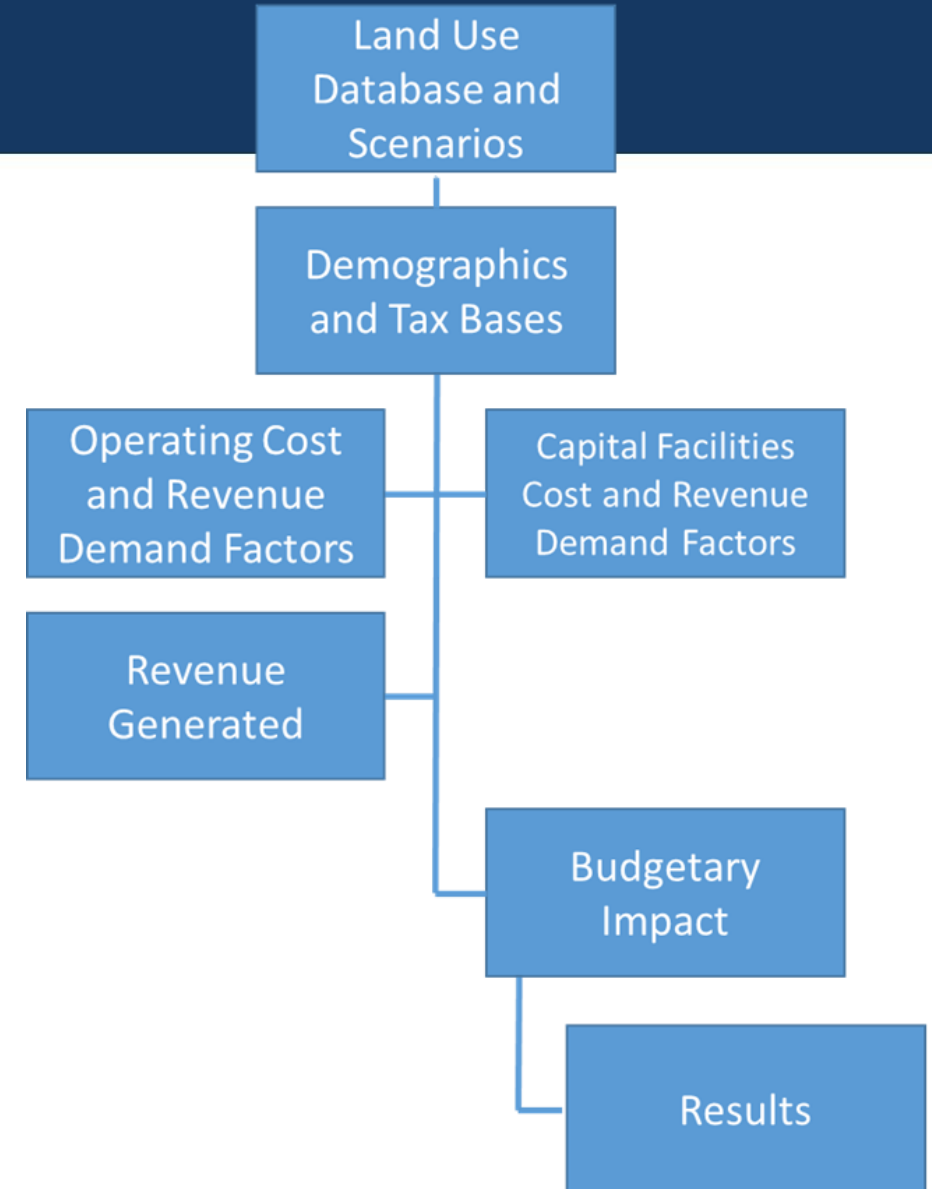 Land Use
Database and
Scenarios
Demographics
and Tax Bases
Operating Cost
and Revenue
Demand Factors
Capital Facilities
Cost and Revenue
Demand Factors
Revenue
Generated
Budgetary
Impact
Results